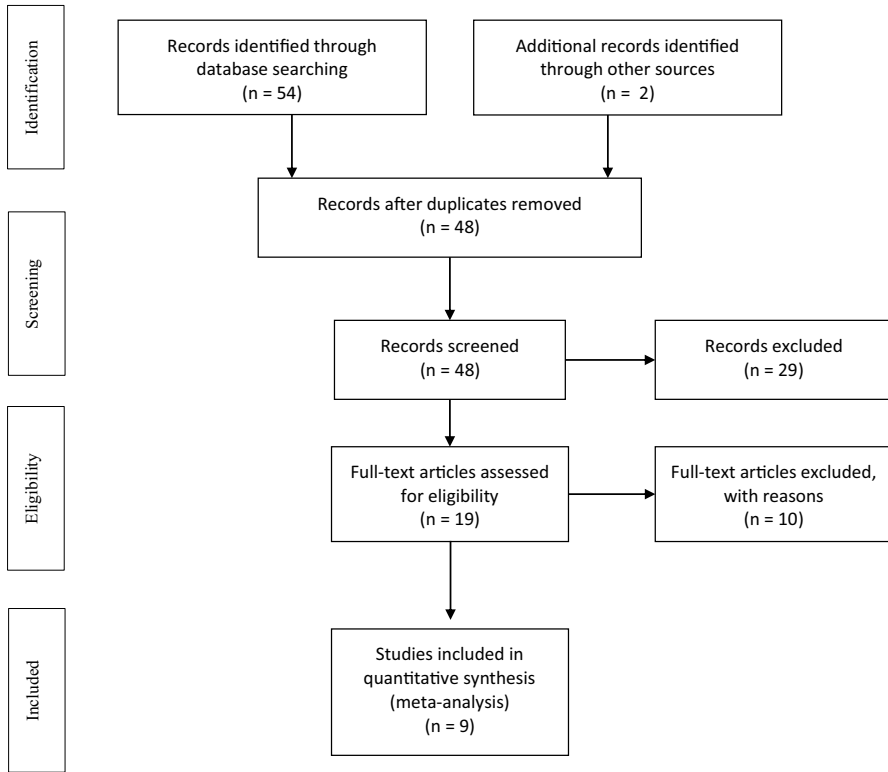 Identification
Records identified through
database searching
(n = 54)
Additional records identified
through other sources
(n = 2)
Records after duplicates removed
(n = 48)
Screening
Records screened
(n = 48)
Records excluded
(n = 29)
Eligibility
Full-text articles assessed
for eligibility
(n = 19)
Full-text articles excluded,
with reasons
(n = 10)
Included
Studies included in
quantitative synthesis
(meta-analysis)
(n = 9)